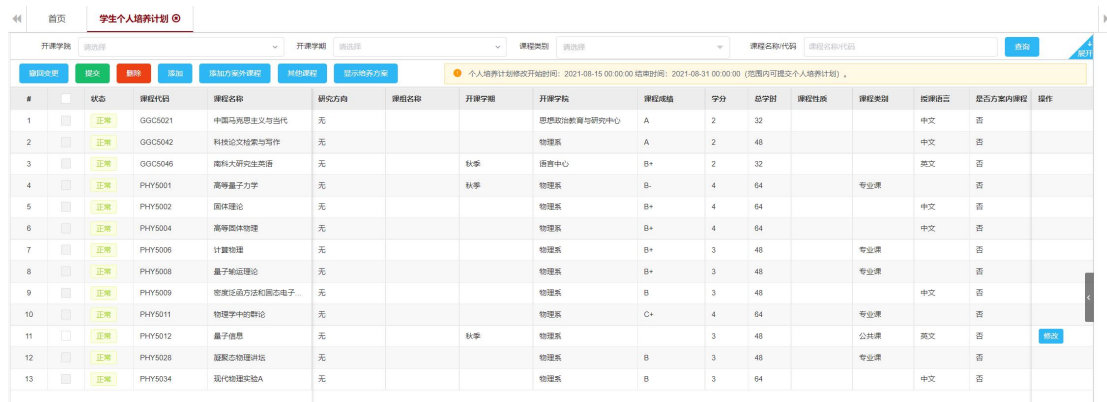 首页 学生个人培养计划
开课学院 请选择 开课学期 请选择 课程类别 请选择 课程名称/代码 课程名称/代码 查询 展开
撤回变更 提交 删除 添加 添加方案外课程 其他课程 显示培养方案 个人培养计划修改开始时间：2021-08-15 00:00:00 结束时间：2021-08-31 00:00:00 (范围内可提交个人培养计划) 。
# 状态 课程代码 课程名称 研究方向 课组名称 开课学期 开课学院 课程成绩 学分 总学时 课程性质 课程类别 授课语言 是否方案内课程 操作
1 正常 GGC5021 中国马克思主义与当代 无 思想政治教育与研究中心 A 2 32 中文 否
2 正常 GGC5042 科技论文检索与写作 无 物理系 A 2 48 中文 否
3 正常 GGC5046 南科大研究生英语 无 秋季 语言中心 B+ 2 32 英文 否
4 正常 PHY5001 高等量子力学 无 秋季 物理系 B- 4 64 专业课 否
5 正常 PHY5002 固体理论 无 物理系 B+ 4 64 中文 否
6 正常 PHY5004 高等固体物理 无 物理系 B+ 4 64 中文 否
7 正常 PHY5006 计算物理 无 物理系 B+ 3 48 专业课 否
8 正常 PHY5008 量子输运理论 无 物理系 B+ 3 48 专业课 否
9 正常 PHY5009 密度泛函方法和固态电子... 无 物理系 B 3 48 中文 否
10 正常 PHY5011 物理学中的群论 无 物理系 C+ 4 64 专业课 否
11 正常 PHY5012 量子信息 无 秋季 物理系 3 48 公共课 英文 否 修改
12 正常 PHY5028 凝聚态物理讲坛 无 物理系 B 3 48 专业课 否
13 正常 PHY5034 现代物理实验A 无 物理系 B 3 64 中文 否